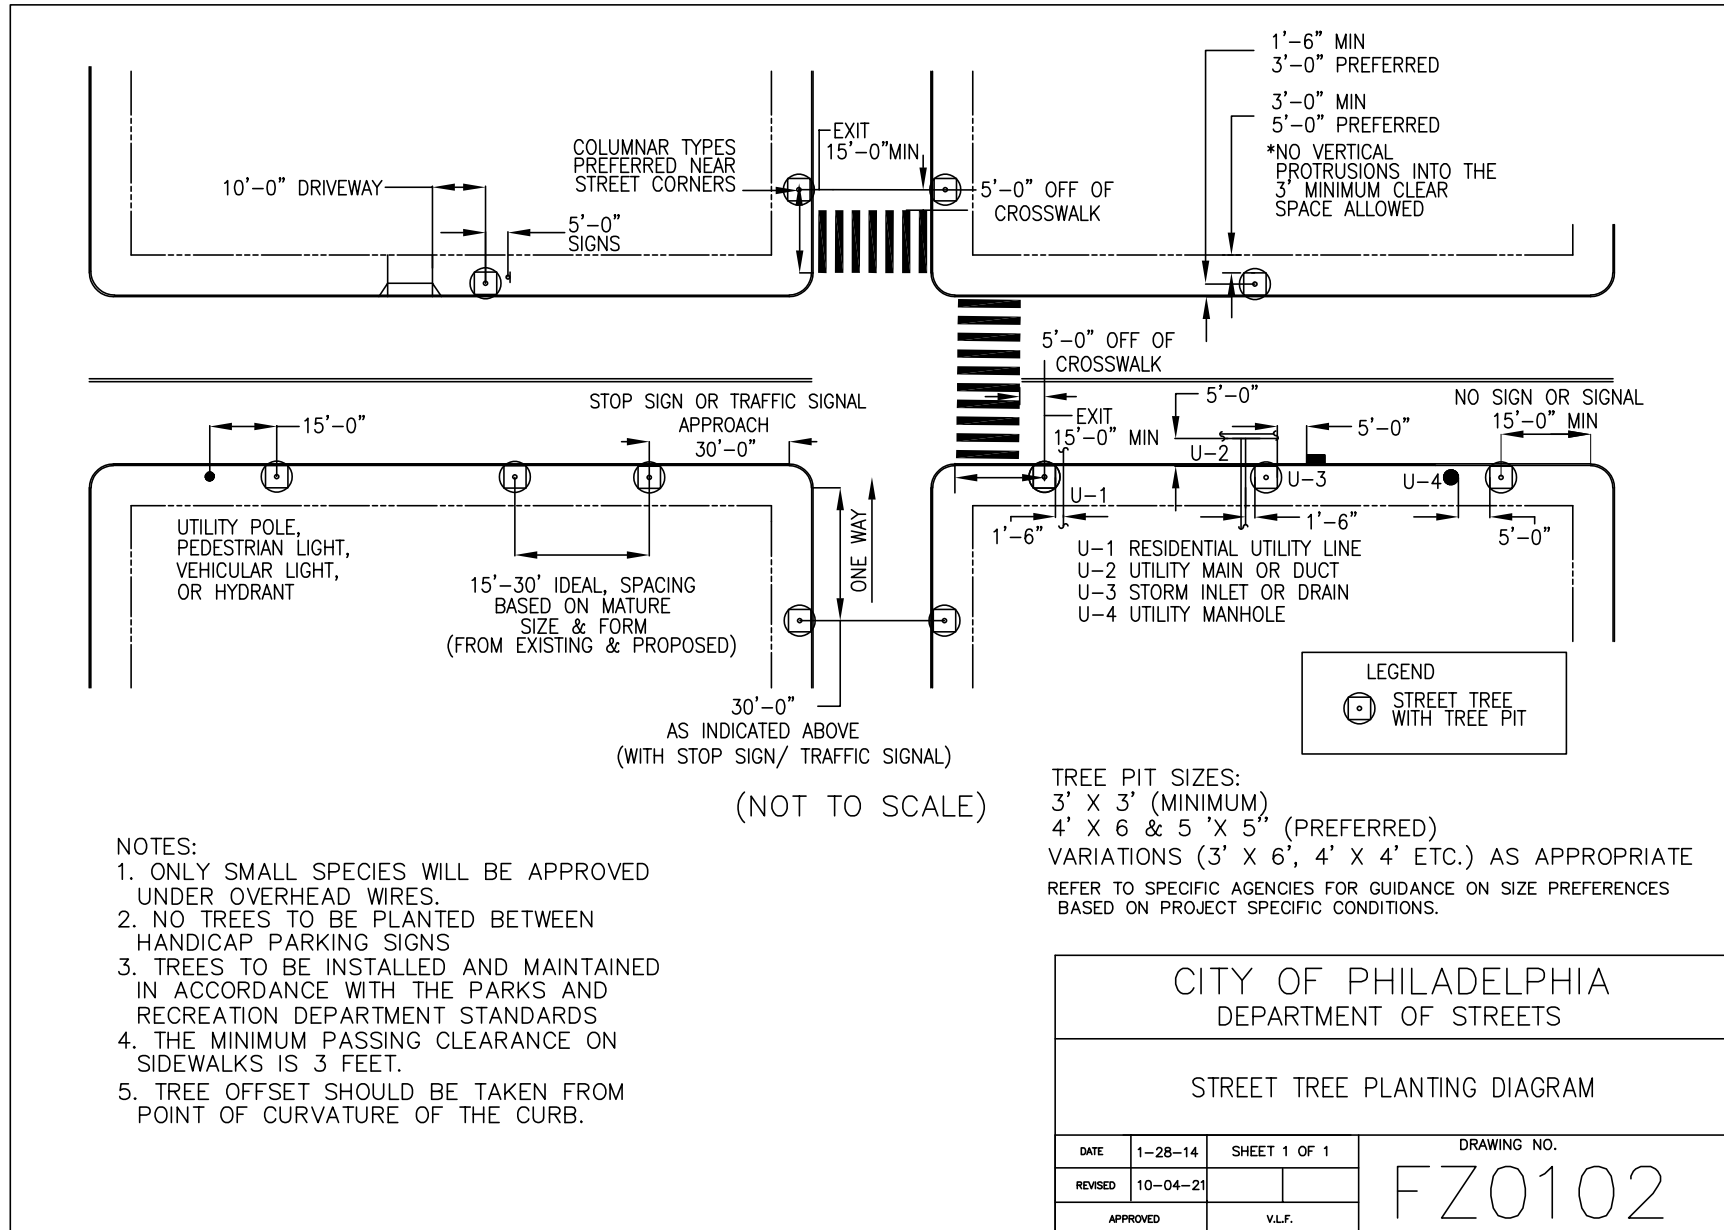 1'-6" MIN
3'-0" PREFERRED
3'-0" MIN
5'-0" PREFERRED
*NO VERTICAL
PROTRUSIONS INTO THE
3' MINIMUM CLEAR
SPACE ALLOWED
COLUMNAR TYPES
PREFERRED NEAR
STREET CORNERS
EXIT
15'-0"MIN
10'-0" DRIVEWAY
5'-0"
SIGNS
5'-0" OFF OF
CROSSWALK
5'-0" OFF OF
CROSSWALK
STOP SIGN OR TRAFFIC SIGNAL
APPROACH
30'-0"
15'-0"
EXIT
15'-0" MIN
5'-0"
U-2
5'-0"
NO SIGN OR SIGNAL
15'-0" MIN
U-1
U-3
U-4
1'-6"
1'-6"
5'-0"
UTILITY POLE,
PEDESTRIAN LIGHT,
VEHICULAR LIGHT,
OR HYDRANT
15'-30' IDEAL, SPACING
BASED ON MATURE
SIZE & FORM
(FROM EXISTING & PROPOSED)
ONE WAY
U-1 RESIDENTIAL UTILITY LINE
U-2 UTILITY MAIN OR DUCT
U-3 STORM INLET OR DRAIN
U-4 UTILITY MANHOLE
30'-0"
AS INDICATED ABOVE
(WITH STOP SIGN/ TRAFFIC SIGNAL)
LEGEND
STREET TREE
WITH TREE PIT
(NOT TO SCALE)
TREE PIT SIZES:
3' X 3' (MINIMUM)
4' X 6 & 5 'X 5'' (PREFERRED)
VARIATIONS (3' X 6', 4' X 4' ETC.) AS APPROPRIATE
REFER TO SPECIFIC AGENCIES FOR GUIDANCE ON SIZE PREFERENCES
BASED ON PROJECT SPECIFIC CONDITIONS.
NOTES:
1. ONLY SMALL SPECIES WILL BE APPROVED
UNDER OVERHEAD WIRES.
2. NO TREES TO BE PLANTED BETWEEN
HANDICAP PARKING SIGNS
3. TREES TO BE INSTALLED AND MAINTAINED
IN ACCORDANCE WITH THE PARKS AND
RECREATION DEPARTMENT STANDARDS
4. THE MINIMUM PASSING CLEARANCE ON
SIDEWALKS IS 3 FEET.
5. TREE OFFSET SHOULD BE TAKEN FROM
POINT OF CURVATURE OF THE CURB.
CITY OF PHILADELPHIA
DEPARTMENT OF STREETS
STREET TREE PLANTING DIAGRAM
DATE 1-28-14 SHEET 1 OF 1
REVISED 10-04-21
APPROVED V.L.F.
DRAWING NO.
FZ0102